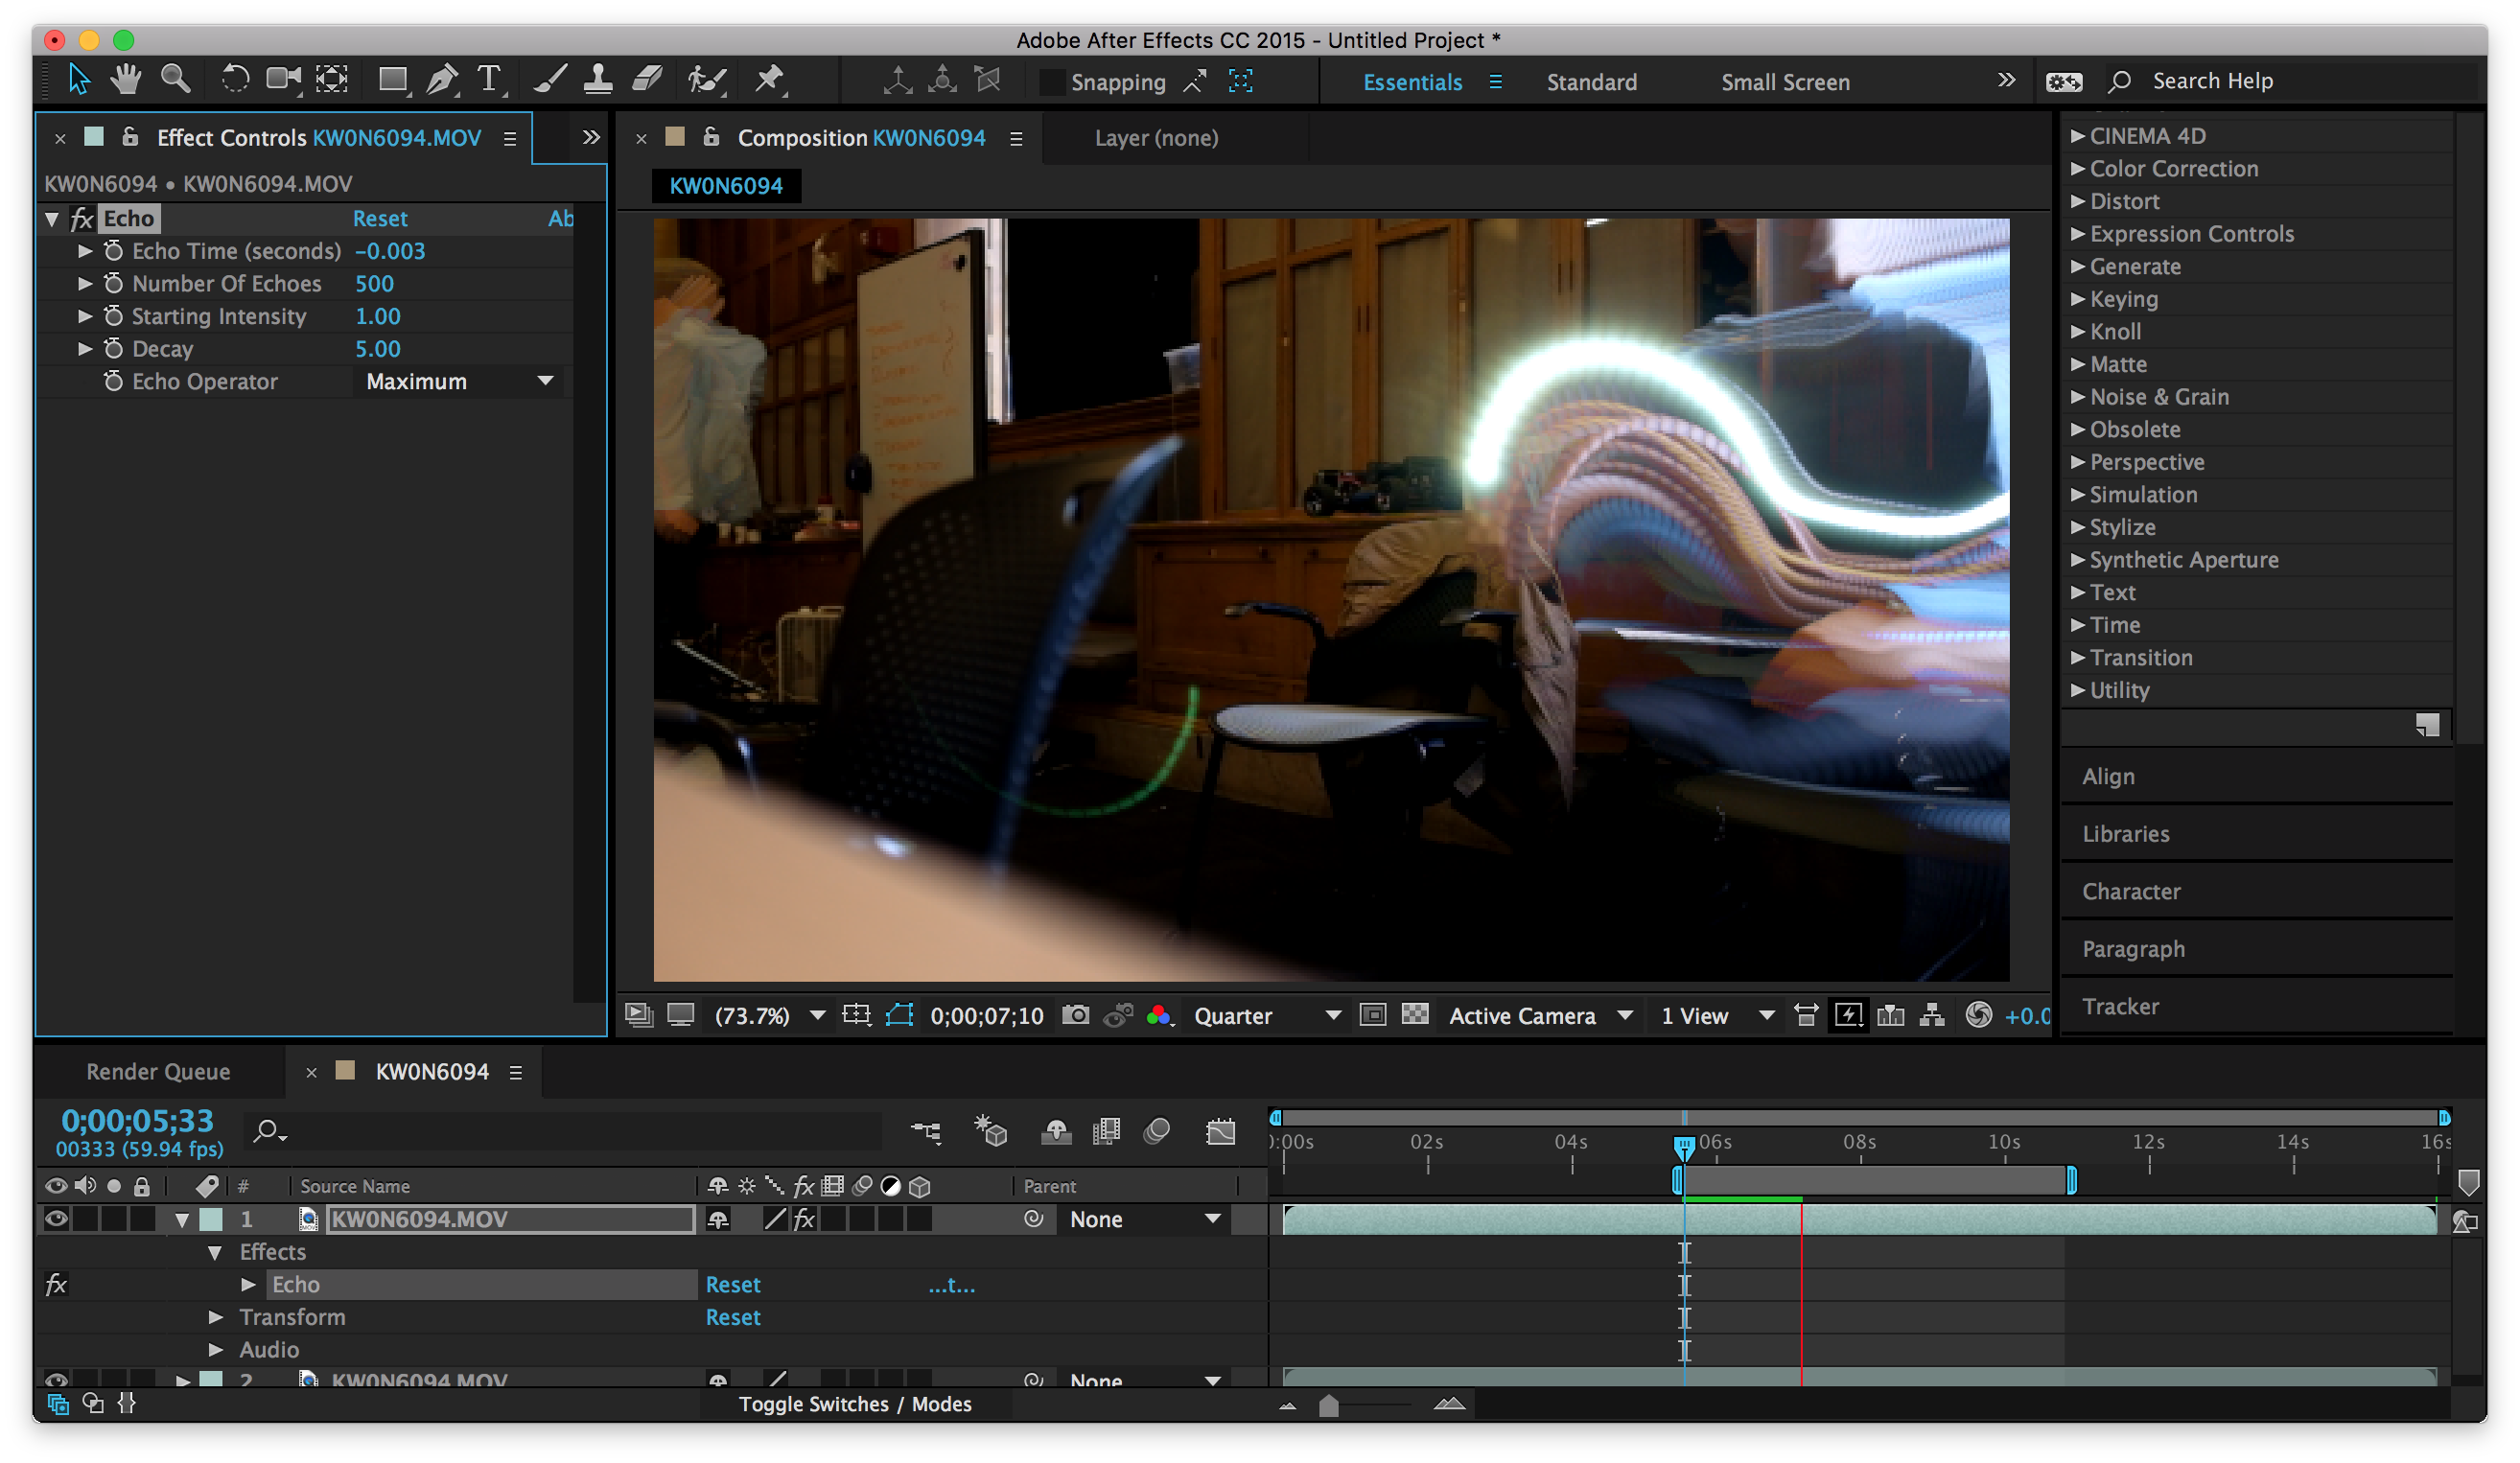 Adobe After Effects CC 2015 - Untitled Project *
Snapping
Essentials
Standard
Small Screen
Search Help
Effect Controls KW0N6094.MOV
KW0N6094 • KW0N6094.MOV
fx Echo Reset Ab
Echo Time (seconds) -0.003
Number Of Echoes 500
Starting Intensity 1.00
Decay 5.00
Echo Operator Maximum
Composition KW0N6094
Layer (none)
KW0N6094
(73.7%)
0;00;07;10
Quarter
Active Camera
1 View
+0.0
CINEMA 4D
Color Correction
Distort
Expression Controls
Generate
Keying
Knoll
Matte
Noise & Grain
Obsolete
Perspective
Simulation
Stylize
Synthetic Aperture
Text
Time
Transition
Utility
Align
Libraries
Character
Paragraph
Tracker
Render Queue
KW0N6094
0;00;05;33
00333 (59.94 fps)
):00s 02s 04s 06s 08s 10s 12s 14s 16s
# Source Name fx Parent
1 KW0N6094.MOV fx None
Effects
fx Echo Reset ...t...
Transform Reset
Audio
2 KW0N6094.MOV None
Toggle Switches / Modes